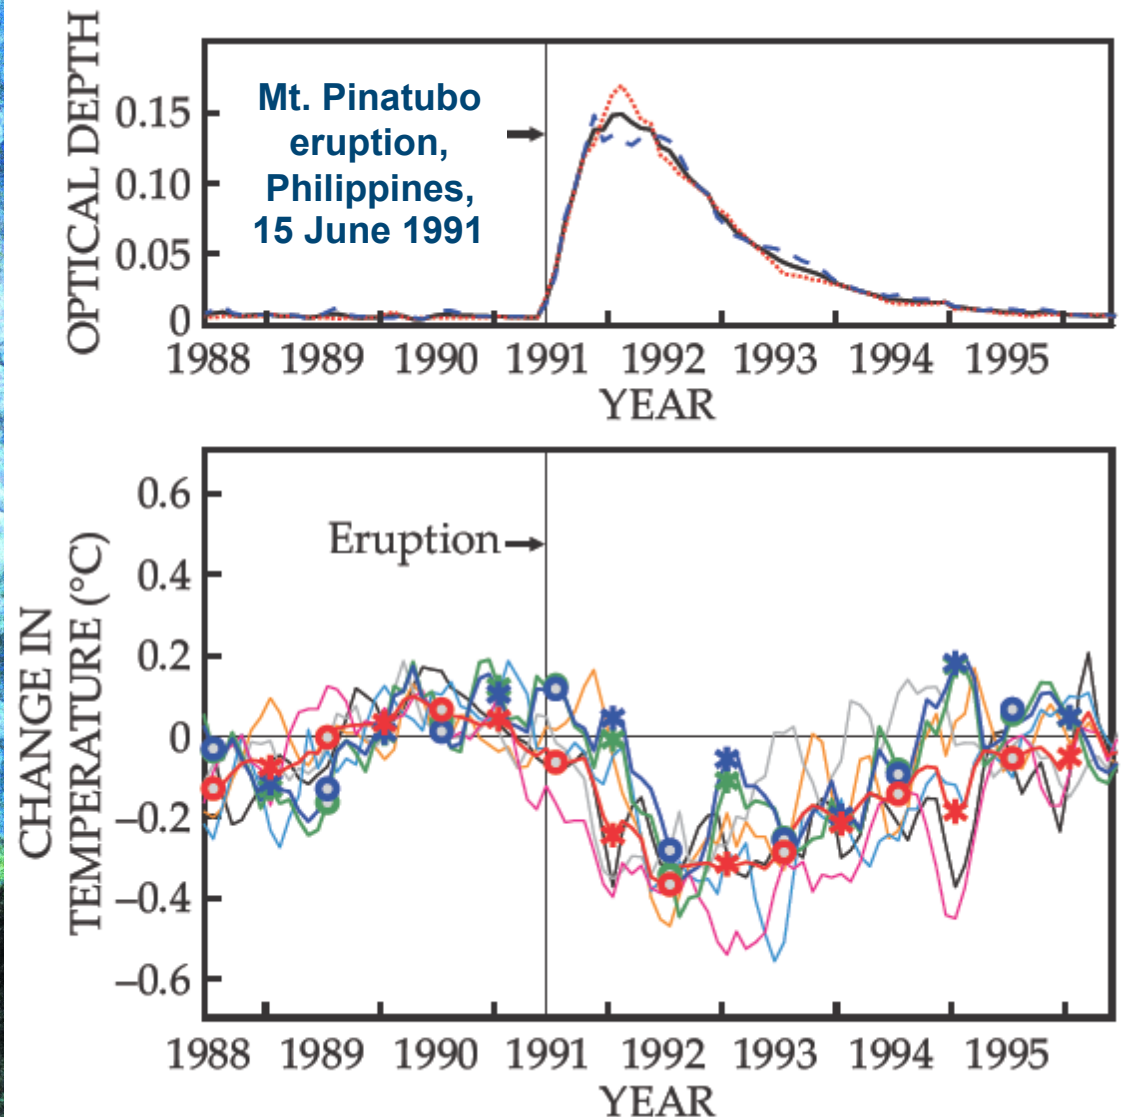 OPTICAL DEPTH
0.15
0.10
0.05
0
Mt. Pinatubo
eruption,
Philippines,
15 June 1991
1988 1989 1990 1991 1992 1993 1994 1995
YEAR
CHANGE IN
TEMPERATURE (°C)
0.6
0.4
0.2
0
–0.2
–0.4
–0.6
Eruption
1988 1989 1990 1991 1992 1993 1994 1995
YEAR